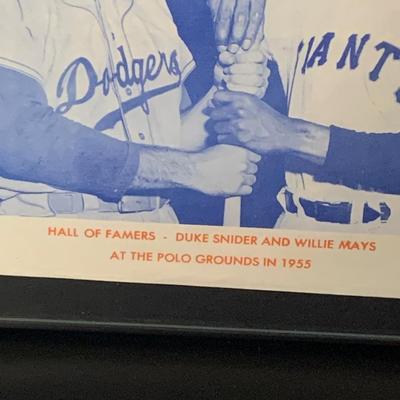 Dodgers
IANT
HALL OF FAMERS - DUKE SNIDER AND WILLIE MAYS
AT THE POLO GROUNDS IN 1955